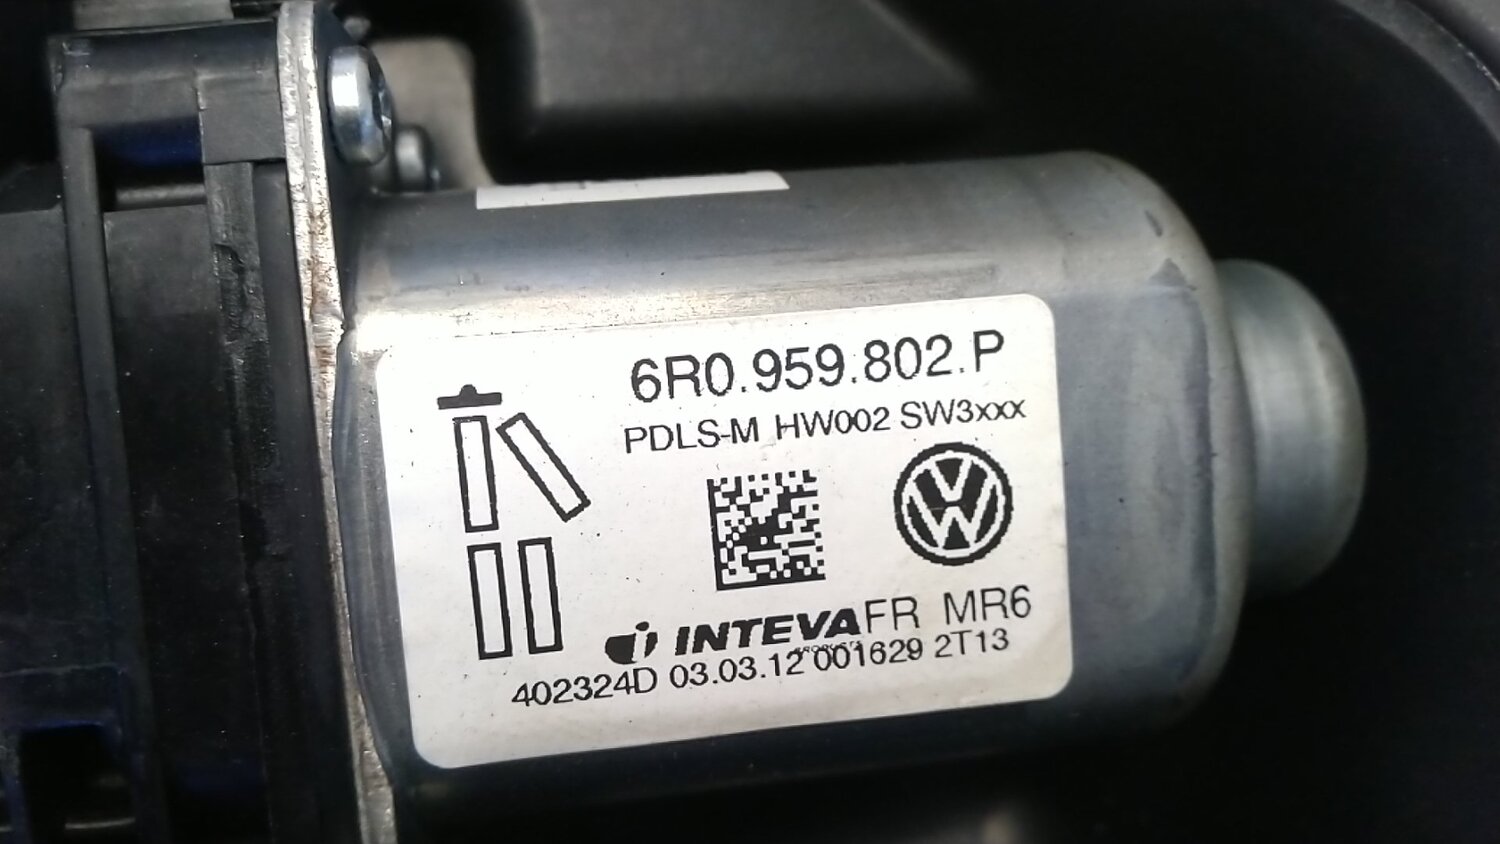 6R0.959.802.P
PDLS-M HW002 SW3xxx
INTEVA FR MR6
402324D 03.03.12 001629 2T13